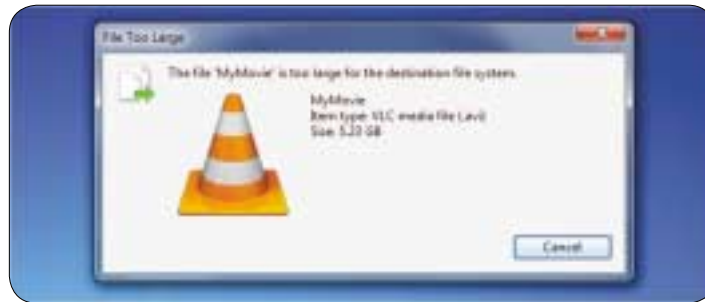 File Too Large
The file 'MyMovie' is too large for the destination file system.
MyMovie
Item type: VLC media file (.avi)
Size: 5.23 GB
Cancel